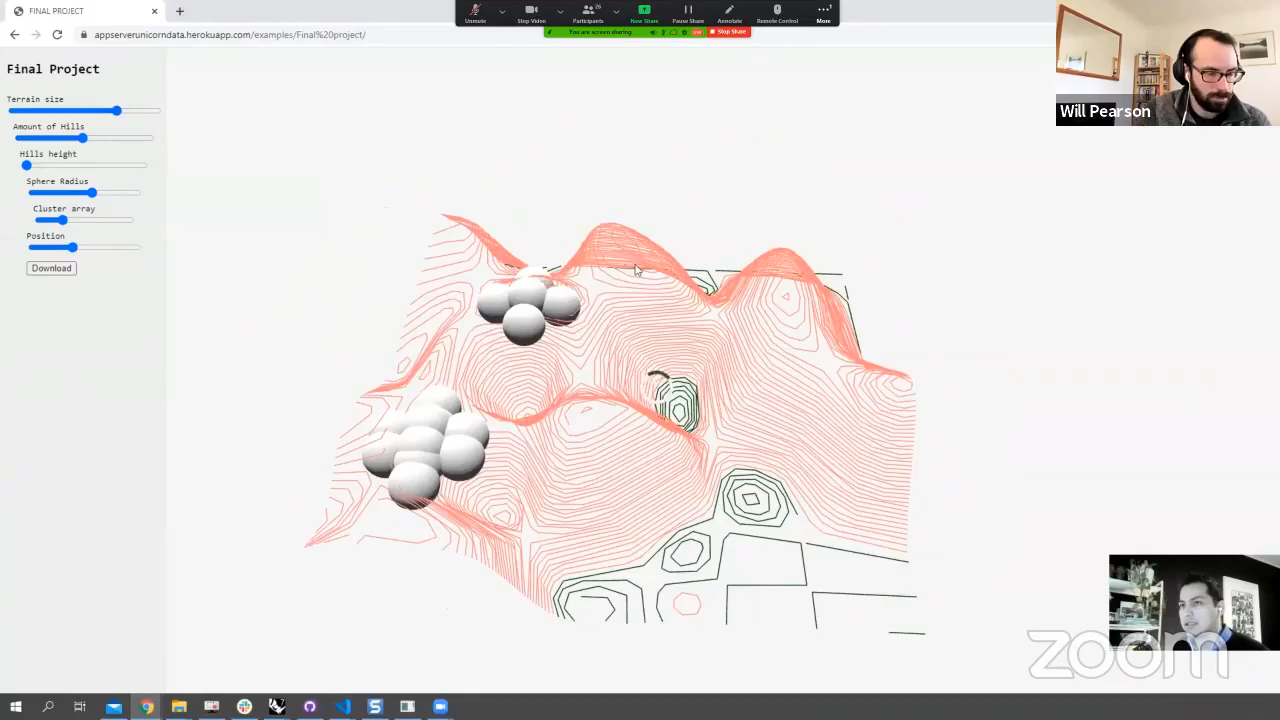 FINAL PROJECT
Unmute
Stop Video
26
Participants
New Share
Pause Share
Annotate
Remote Control
More
You are screen sharing
LIVE
Stop Share
appserverunicorndata.herokuapp.com/examples/Final%20project/
Final Project
Terrain size
Amount of Hills
Hills height
Sphere Radius
Cluster array
Position
Download
Will Pearson
zoom